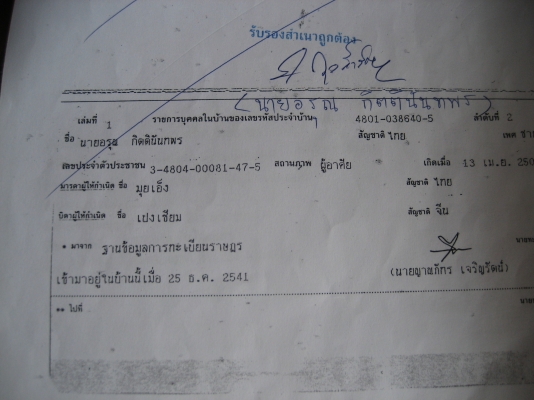 รับรองสำเนาถูกต้อง
(นายอรุณ กิตตินันทพร)
เล่มที่ 1 รายการบุคคลในบ้านของเลขรหัสประจำบ้าน 4801-038640-5 ลำดับที่ 2
ชื่อ นายอรุณ กิตตินันทพร สัญชาติ ไทย เพศ ชาย
เลขประจำตัวประชาชน 3-4804-00081-47-5 สถานภาพ ผู้อาศัย เกิดเมื่อ 13 เม.ย. 250
มารดาผู้ให้กำเนิด ชื่อ มุยเอ็ง สัญชาติ ไทย
บิดาผู้ให้กำเนิด ชื่อ เปงเซียม สัญชาติ จีน
* มาจาก ฐานข้อมูลการทะเบียนราษฎร
เข้ามาอยู่ในบ้านนี้เมื่อ 25 ธ.ค. 2541 (นายญาณภัทร เจริญรัตน์)
** ไปที่